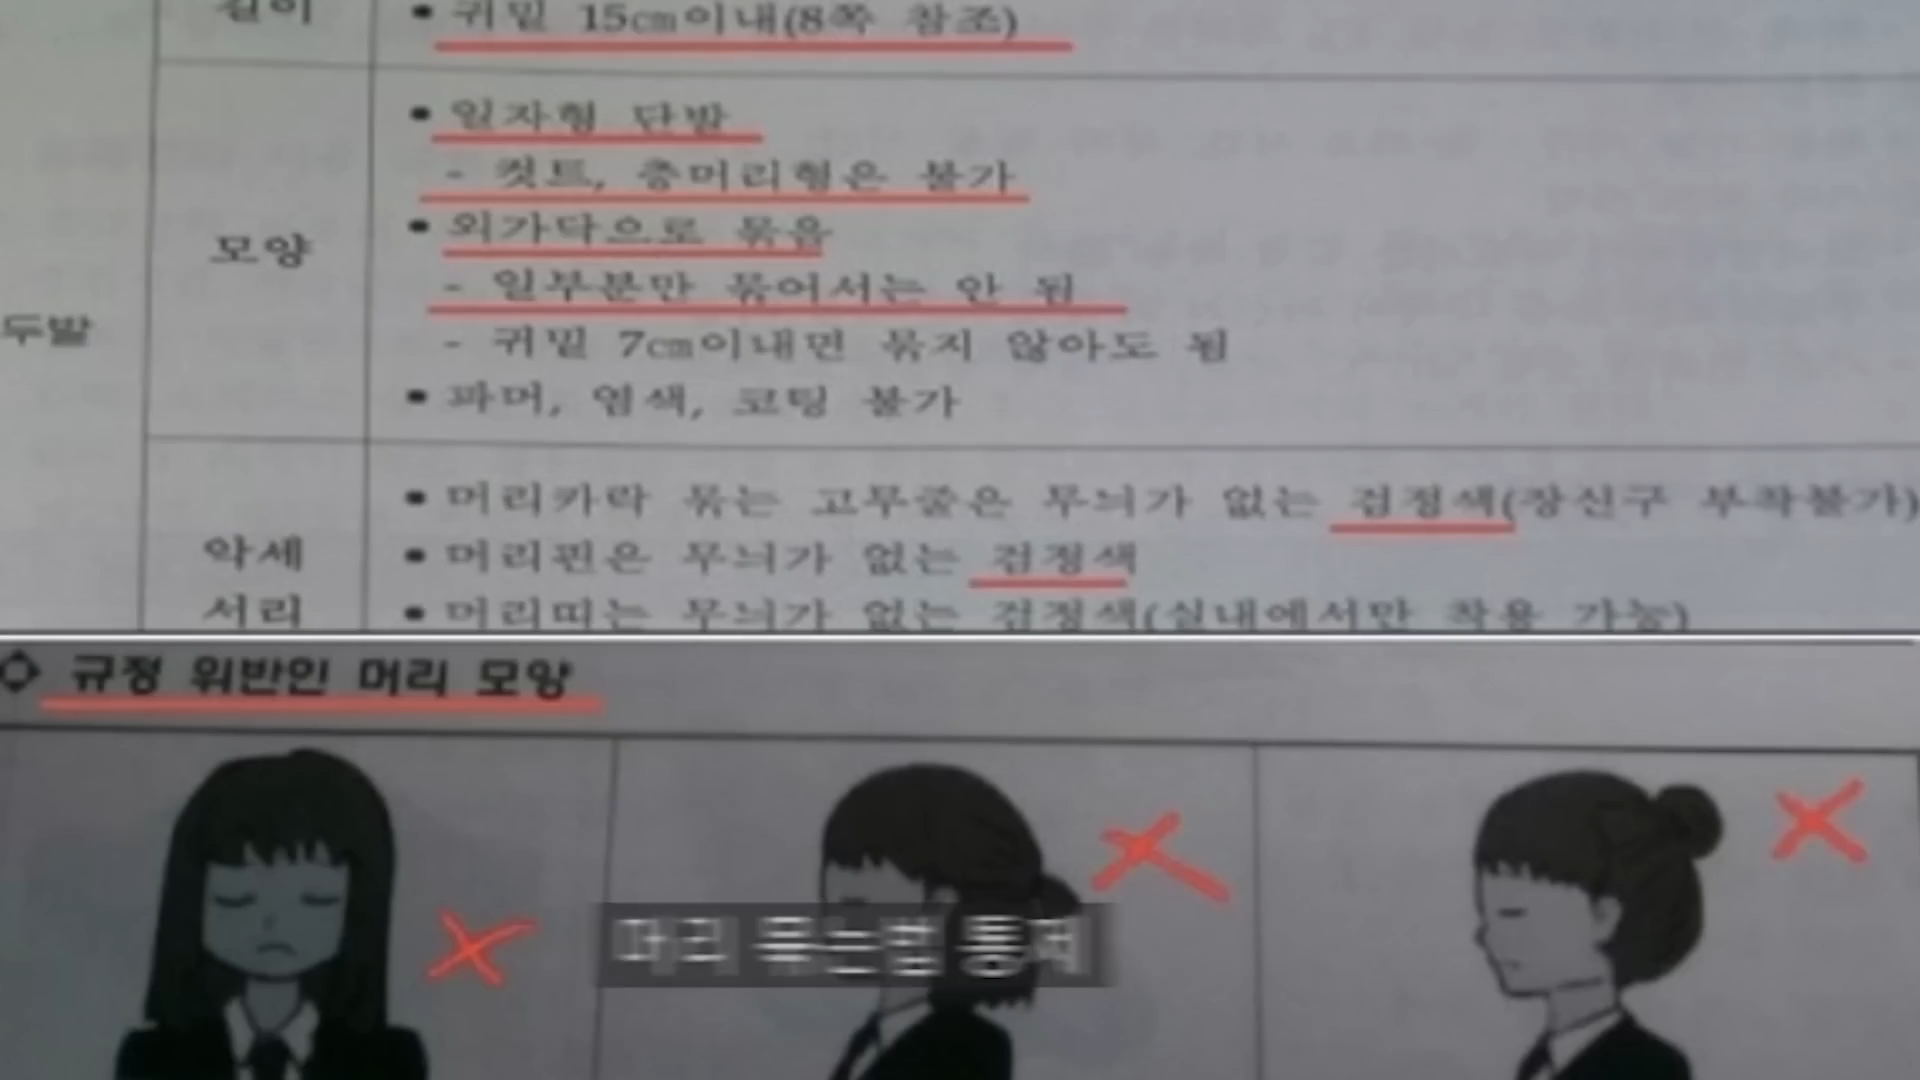 길이
• 귀밑 15㎝이내(8쪽 참조)
두발
모양
• 일자형 단발
- 컷트, 층머리형은 불가
• 외가닥으로 묶음
- 일부분만 묶어서는 안 됨
- 귀밑 7㎝이내면 묶지 않아도 됨
• 파머, 염색, 코팅 불가
악세
서리
• 머리카락 묶는 고무줄은 무늬가 없는 검정색(장신구 부착불가)
• 머리핀은 무늬가 없는 검정색
• 머리띠는 무늬가 없는 검정색(실내에서만 착용 가능)
◇ 규정 위반인 머리 모양
머리 묶는법 통제